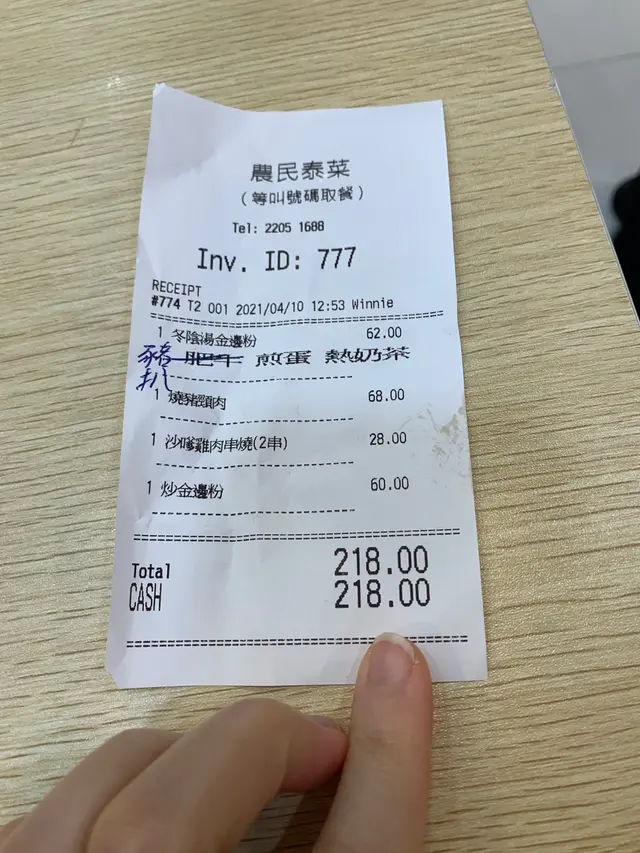 農民泰菜
(等叫號碼取餐)
Tel: 2205 1688
Inv. ID: 777
RECEIPT
#774 T2 001 2021/04/10 12:53 Winnie
1 冬陰湯金邊粉 62.00
豬扒 肥牛 煎蛋 熱奶茶
1 燒豬頸肉 68.00
1 沙嗲雞肉串燒(2串) 28.00
1 炒金邊粉 60.00
Total 218.00
CASH 218.00